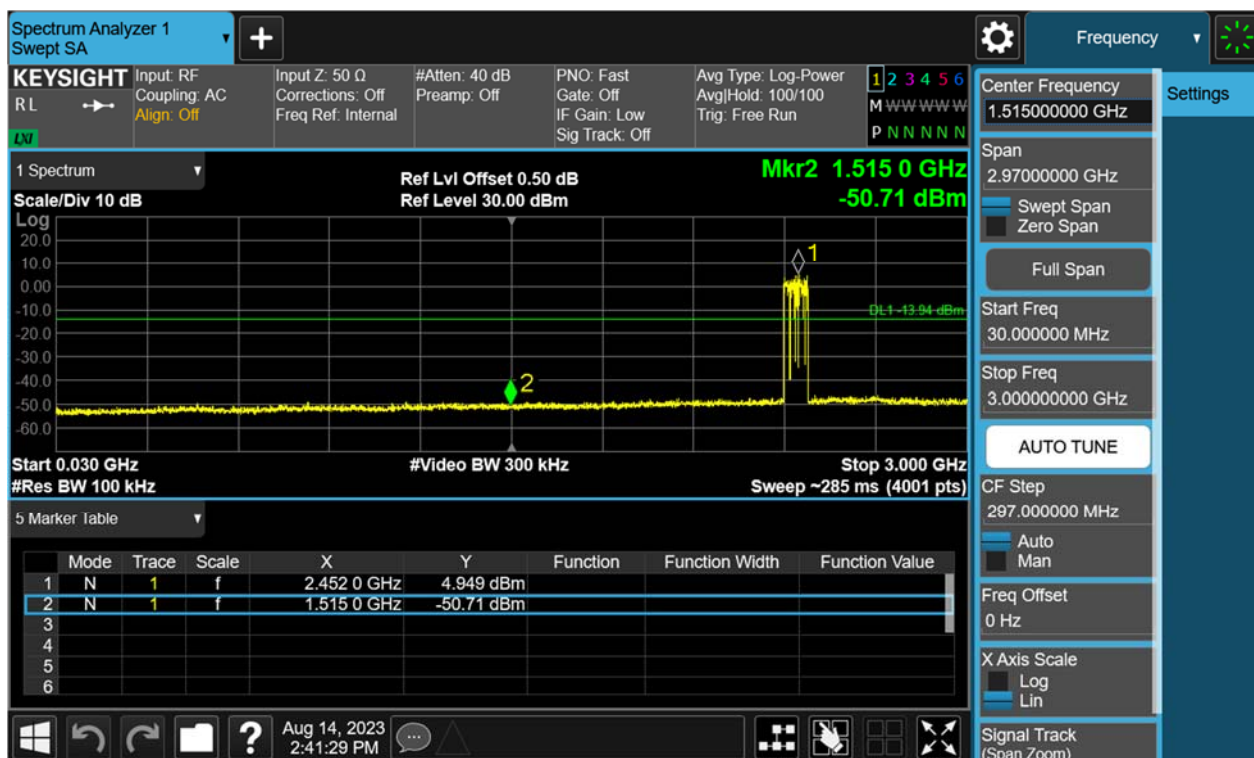 Spectrum Analyzer 1
Swept SA
Frequency
KEYSIGHT
RL
LXI
Input: RF
Coupling: AC
Align: Off
Input Z: 50 Ω
Corrections: Off
Freq Ref: Internal
#Atten: 40 dB
Preamp: Off
PNO: Fast
Gate: Off
IF Gain: Low
Sig Track: Off
Avg Type: Log-Power
Avg|Hold: 100/100
Trig: Free Run
1 2 3 4 5 6
M W W W W W
P N N N N N
1 Spectrum
Scale/Div 10 dB
Ref Lvl Offset 0.50 dB
Ref Level 30.00 dBm
Mkr2 1.515 0 GHz
-50.71 dBm
Log
20.0
10.0
0.00
-10.0
-20.0
-30.0
-40.0
-50.0
-60.0
1
DL1 -13.94 dBm
2
Start 0.030 GHz
#Res BW 100 kHz
#Video BW 300 kHz
Stop 3.000 GHz
Sweep ~285 ms (4001 pts)
5 Marker Table
Mode Trace Scale X Y Function Function Width Function Value
1 N 1 f 2.452 0 GHz 4.949 dBm
2 N 1 f 1.515 0 GHz -50.71 dBm
3
4
5
6
Aug 14, 2023
2:41:29 PM
Center Frequency
1.515000000 GHz
Settings
Span
2.97000000 GHz
Swept Span
Zero Span
Full Span
Start Freq
30.000000 MHz
Stop Freq
3.000000000 GHz
AUTO TUNE
CF Step
297.000000 MHz
Auto
Man
Freq Offset
0 Hz
X Axis Scale
Log
Lin
Signal Track
(Span Zoom)